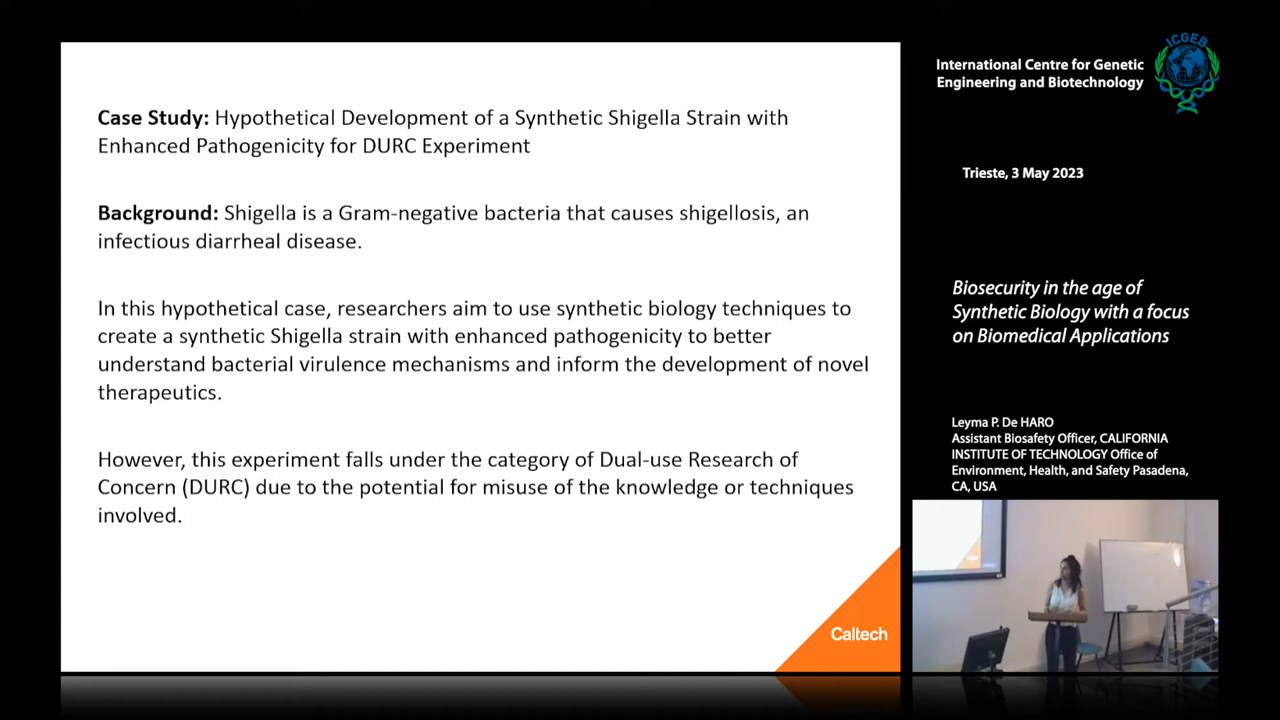 Case Study: Hypothetical Development of a Synthetic Shigella Strain with
Enhanced Pathogenicity for DURC Experiment
Background: Shigella is a Gram-negative bacteria that causes shigellosis, an
infectious diarrheal disease.
In this hypothetical case, researchers aim to use synthetic biology techniques to
create a synthetic Shigella strain with enhanced pathogenicity to better
understand bacterial virulence mechanisms and inform the development of novel
therapeutics.
However, this experiment falls under the category of Dual-use Research of
Concern (DURC) due to the potential for misuse of the knowledge or techniques
involved.
Caltech
International Centre for Genetic
Engineering and Biotechnology
ICGEB
Trieste, 3 May 2023
Biosecurity in the age of
Synthetic Biology with a focus
on Biomedical Applications
Leyma P. De HARO
Assistant Biosafety Officer, CALIFORNIA
INSTITUTE OF TECHNOLOGY Office of
Environment, Health, and Safety Pasadena,
CA, USA